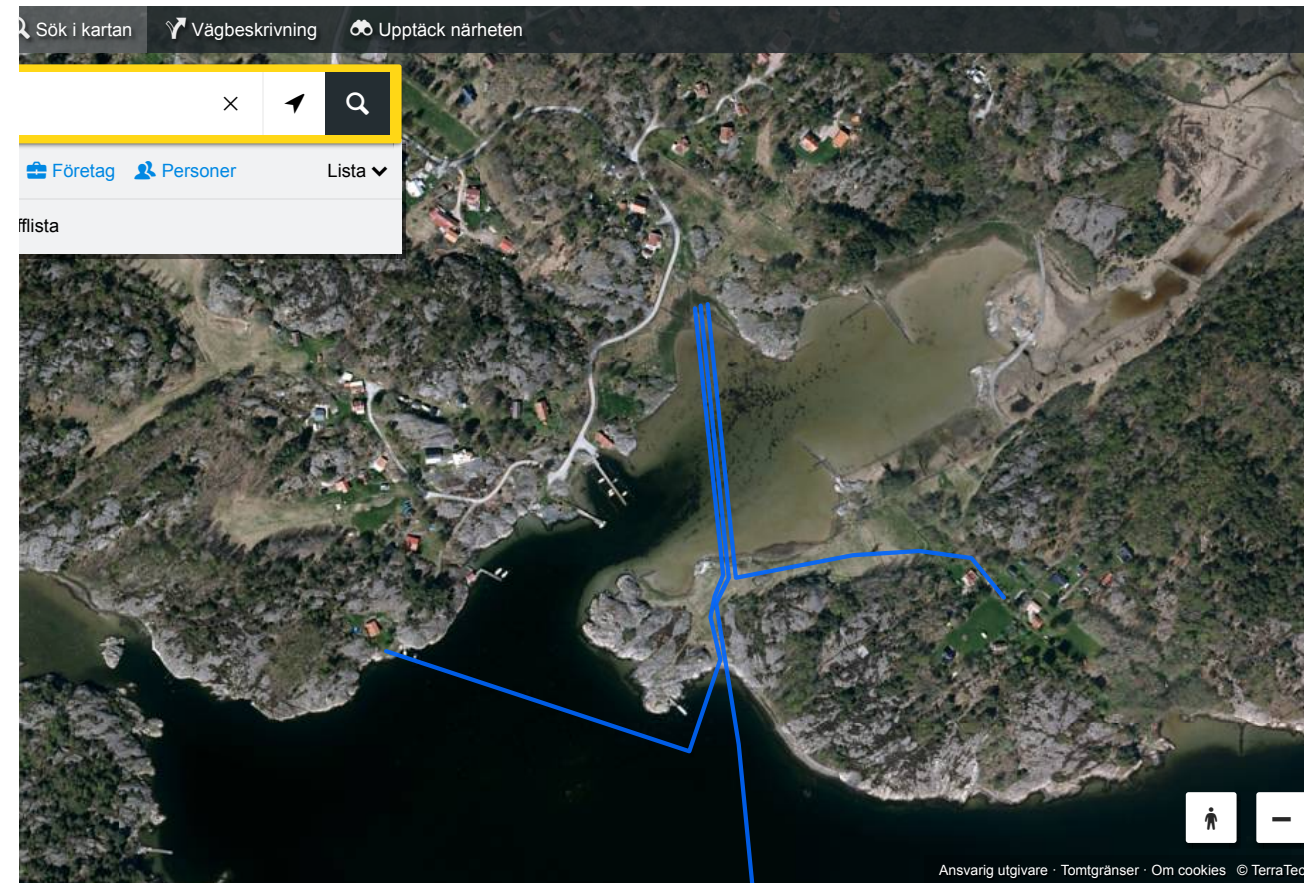 Sök i kartan Vägbeskrivning Upptäck närheten
Företag Personer Lista
fflista
Ansvarig utgivare · Tomtgränser · Om cookies © TerraTec